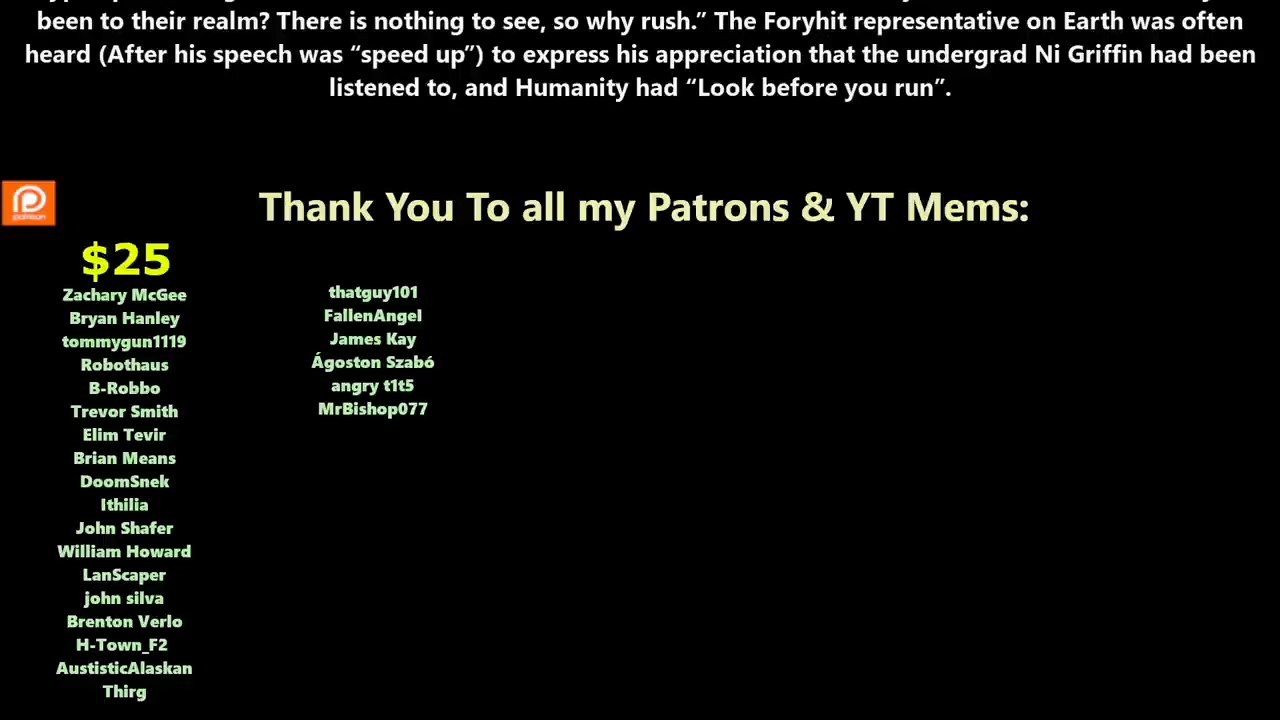 been to their realm? There is nothing to see, so why rush.” The Foryhit representative on Earth was often
heard (After his speech was “speed up”) to express his appreciation that the undergrad Ni Griffin had been
listened to, and Humanity had “Look before you run”.
Thank You To all my Patrons & YT Mems:
$25
Zachary McGee
Bryan Hanley
tommygun1119
Robothaus
B-Robbo
Trevor Smith
Elim Tevir
Brian Means
DoomSnek
Ithilia
John Shafer
William Howard
LanScaper
john silva
Brenton Verlo
H-Town_F2
AustisticAlaskan
Thirg
thatguy101
FallenAngel
James Kay
Ágoston Szabó
angry t1t5
MrBishop077